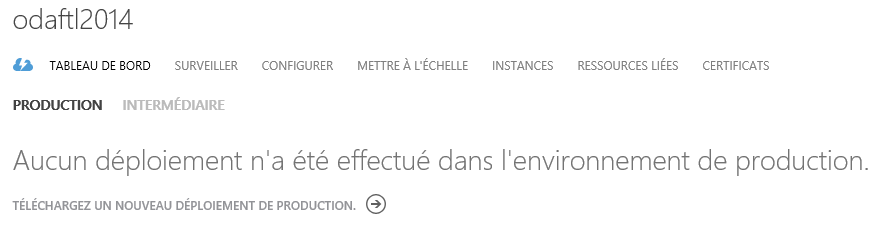 odaftl2014
TABLEAU DE BORD SURVEILLER CONFIGURER METTRE À L'ÉCHELLE INSTANCES RESSOURCES LIÉES CERTIFICATS
PRODUCTION INTERMÉDIAIRE
Aucun déploiement n'a été effectué dans l'environnement de production.
TÉLÉCHARGEZ UN NOUVEAU DÉPLOIEMENT DE PRODUCTION.